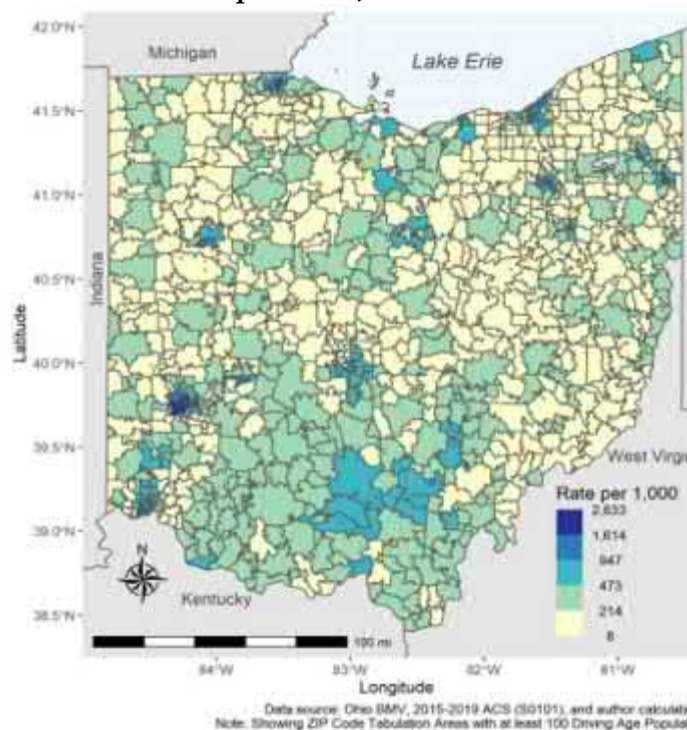 42.0°N
Michigan
Lake Erie
41.5°N
41.0°N
40.5°N
Indiana
Latitude
40.0°N
39.5°N
West Virgi
Rate per 1,000
2,633
1,614
947
473
214
8
39.0°N
N
Kentucky
38.5°N
100 mi
84°W
83°W
82°W
81°W
Longitude
Data source: Ohio BMV, 2015-2019 ACS (S0101), and author calculat
Note: Showing ZIP Code Tabulation Areas with at least 100 Driving Age Populat